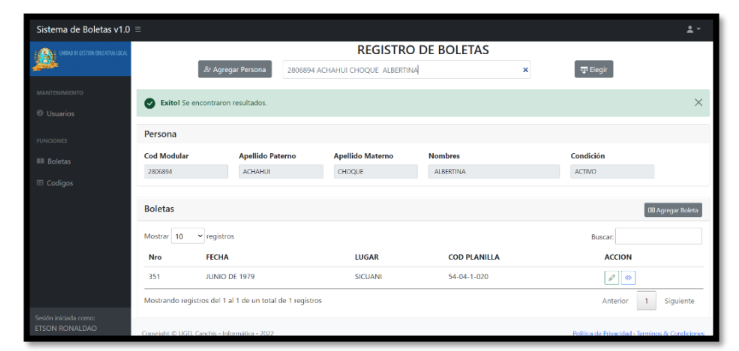 Sistema de Boletas v1.0
UNIDAD DE GESTION EDUCATIVA LOCAL
REGISTRO DE BOLETAS
Agregar Persona
2806894 ACHAHUI CHOQUE ALBERTINA
Elegir
MANTENIMIENTO
Usuarios
FUNCIONES
Boletas
Codigos
Exito! Se encontraron resultados.
Persona
Cod Modular Apellido Paterno Apellido Materno Nombres Condición
2806894 ACHAHUI CHOQUE ALBERTINA ACTIVO
Boletas
Agregar Boleta
Mostrar 10 registros
Buscar:
Nro FECHA LUGAR COD PLANILLA ACCION
351 JUNIO DE 1979 SICUANI 54-04-1-020
Mostrando registros del 1 al 1 de un total de 1 registros
Anterior 1 Siguiente
Sesión iniciada como:
ETSON RONALDAO
Copyright © UGEL Canchis - Informática - 2022
Politica de Privacidad - Terminos & Condiciones